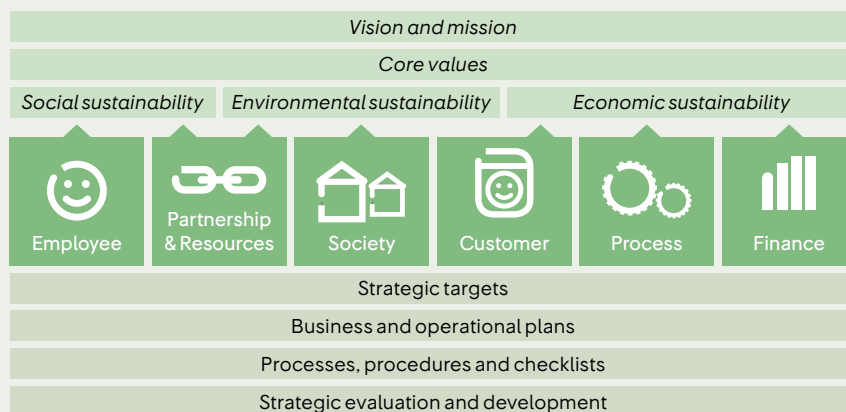 Vision and mission
Core values
Social sustainability
Environmental sustainability
Economic sustainability
Employee
Partnership
& Resources
Society
Customer
Process
Finance
Strategic targets
Business and operational plans
Processes, procedures and checklists
Strategic evaluation and development